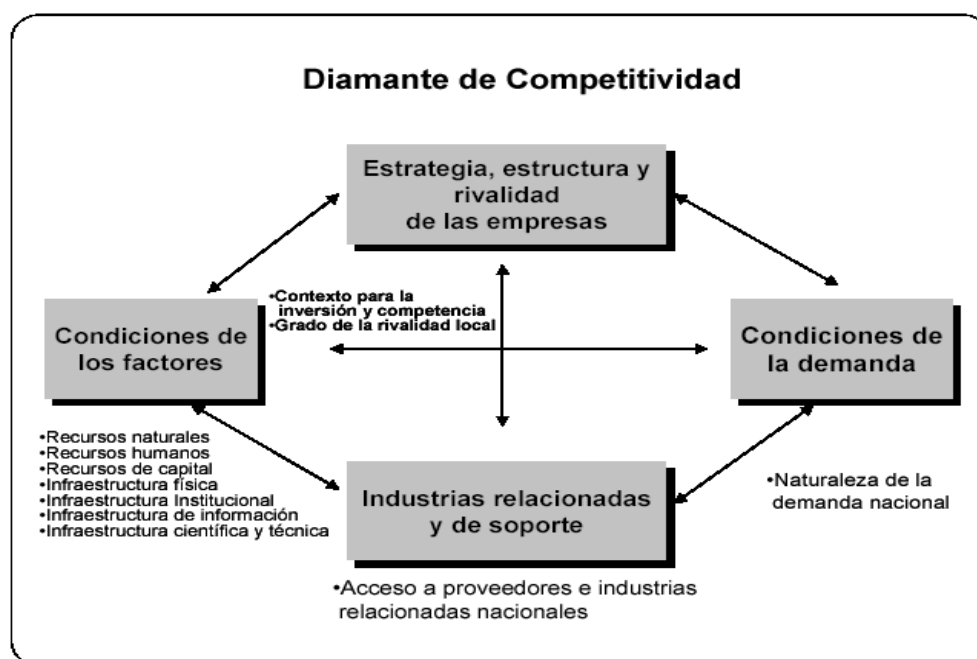 Diamante de Competitividad
Estrategia, estructura y
rivalidad
de las empresas
•Contexto para la
inversión y competencia
•Grado de la rivalidad local
Condiciones de
los factores
Condiciones de
la demanda
•Recursos naturales
•Recursos humanos
•Recursos de capital
•Infraestructura física
•Infraestructura Institucional
•Infraestructura de información
•Infraestructura científica y técnica
Industrias relacionadas
y de soporte
•Naturaleza de la
demanda nacional
•Acceso a proveedores e industrias
relacionadas nacionales